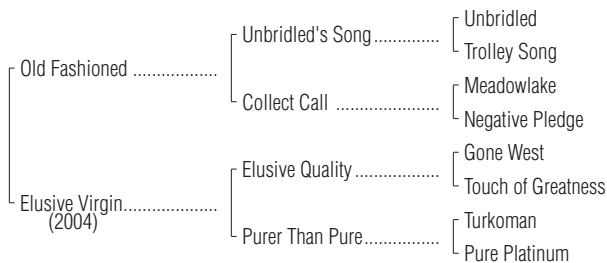 Unbridled
Unbridled's Song..............
Trolley Song
Old Fashioned ..................
Meadowlake
Collect Call ......................
Negative Pledge
Gone West
Elusive Quality ..................
Touch of Greatness
Elusive Virgin....................
(2004)
Turkoman
Purer Than Pure................
Pure Platinum